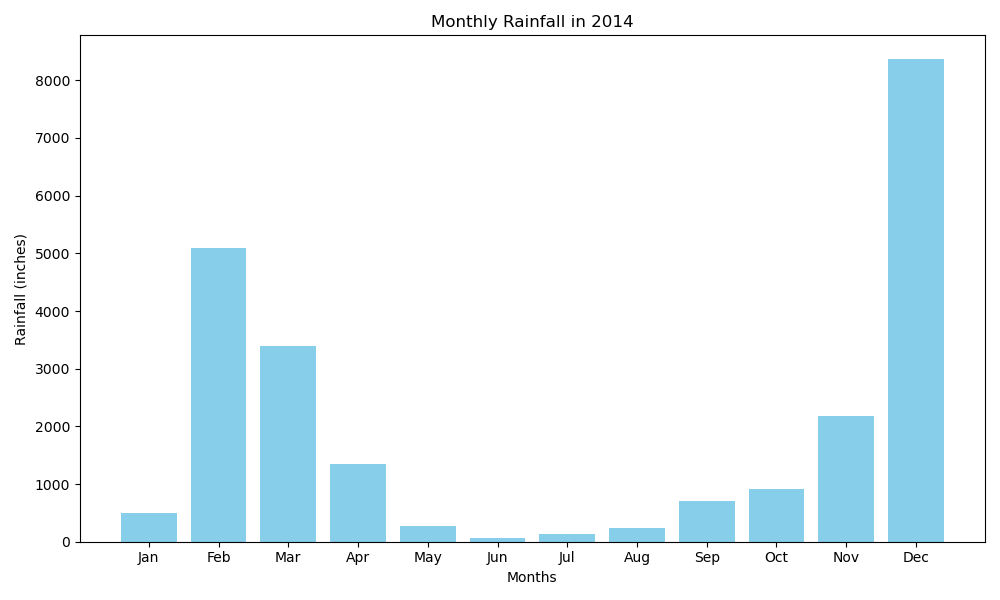 Monthly Rainfall in 2014
Rainfall (inches)
8000
7000
6000
5000
4000
3000
2000
1000
0
Jan Feb Mar Apr May Jun Jul Aug Sep Oct Nov Dec
Months